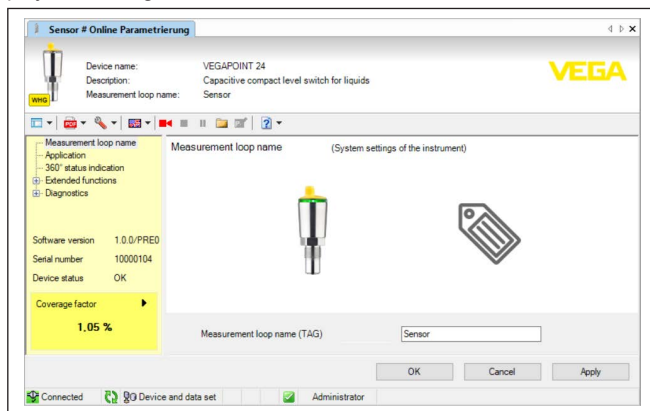 Sensor # Online Parametrierung
Device name: VEGAPOINT 24
Description: Capacitive compact level switch for liquids
Measurement loop name: Sensor
VEGA
WHG
PDF
Measurement loop name
Application
360° status indication
Extended functions
Diagnostics
Measurement loop name (System settings of the instrument)
Software version 1.0.0/PRE0
Serial number 10000104
Device status OK
Coverage factor
1,05 %
Measurement loop name (TAG) Sensor
OK Cancel Apply
Connected Device and data set Administrator